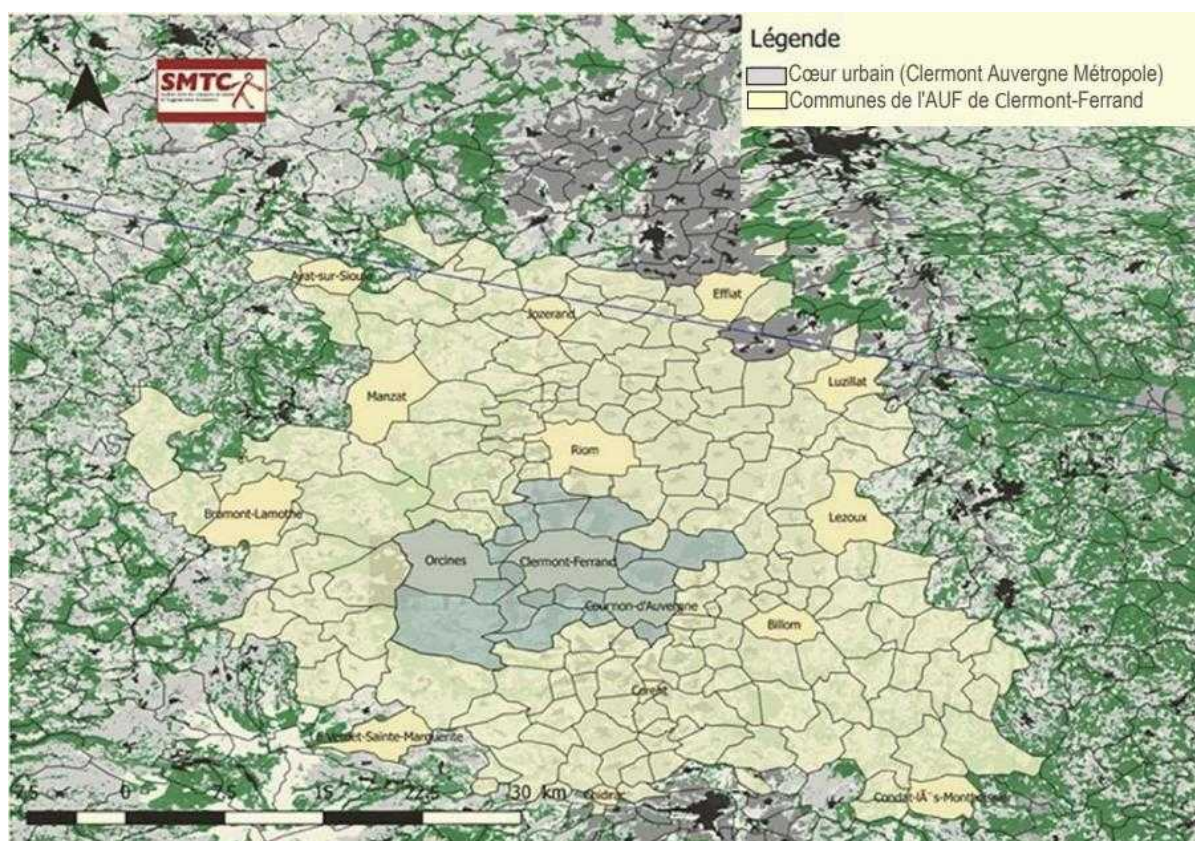 Légende
Cœur urbain (Clermont Auvergne Métropole)
Communes de l'AUF de Clermont-Ferrand
SMTC
Ayat-sur-Sioule
Effiat
Jozerand
Luzillat
Manzat
Riom
Bromont-Lamothe
Lezoux
Orcines
Clermont-Ferrand
Cournon-d'Auvergne
Billom
Corent
Vernet-Sainte-Marguerite
Chidrac
7.5 0 7.5 15 22.5 30 km